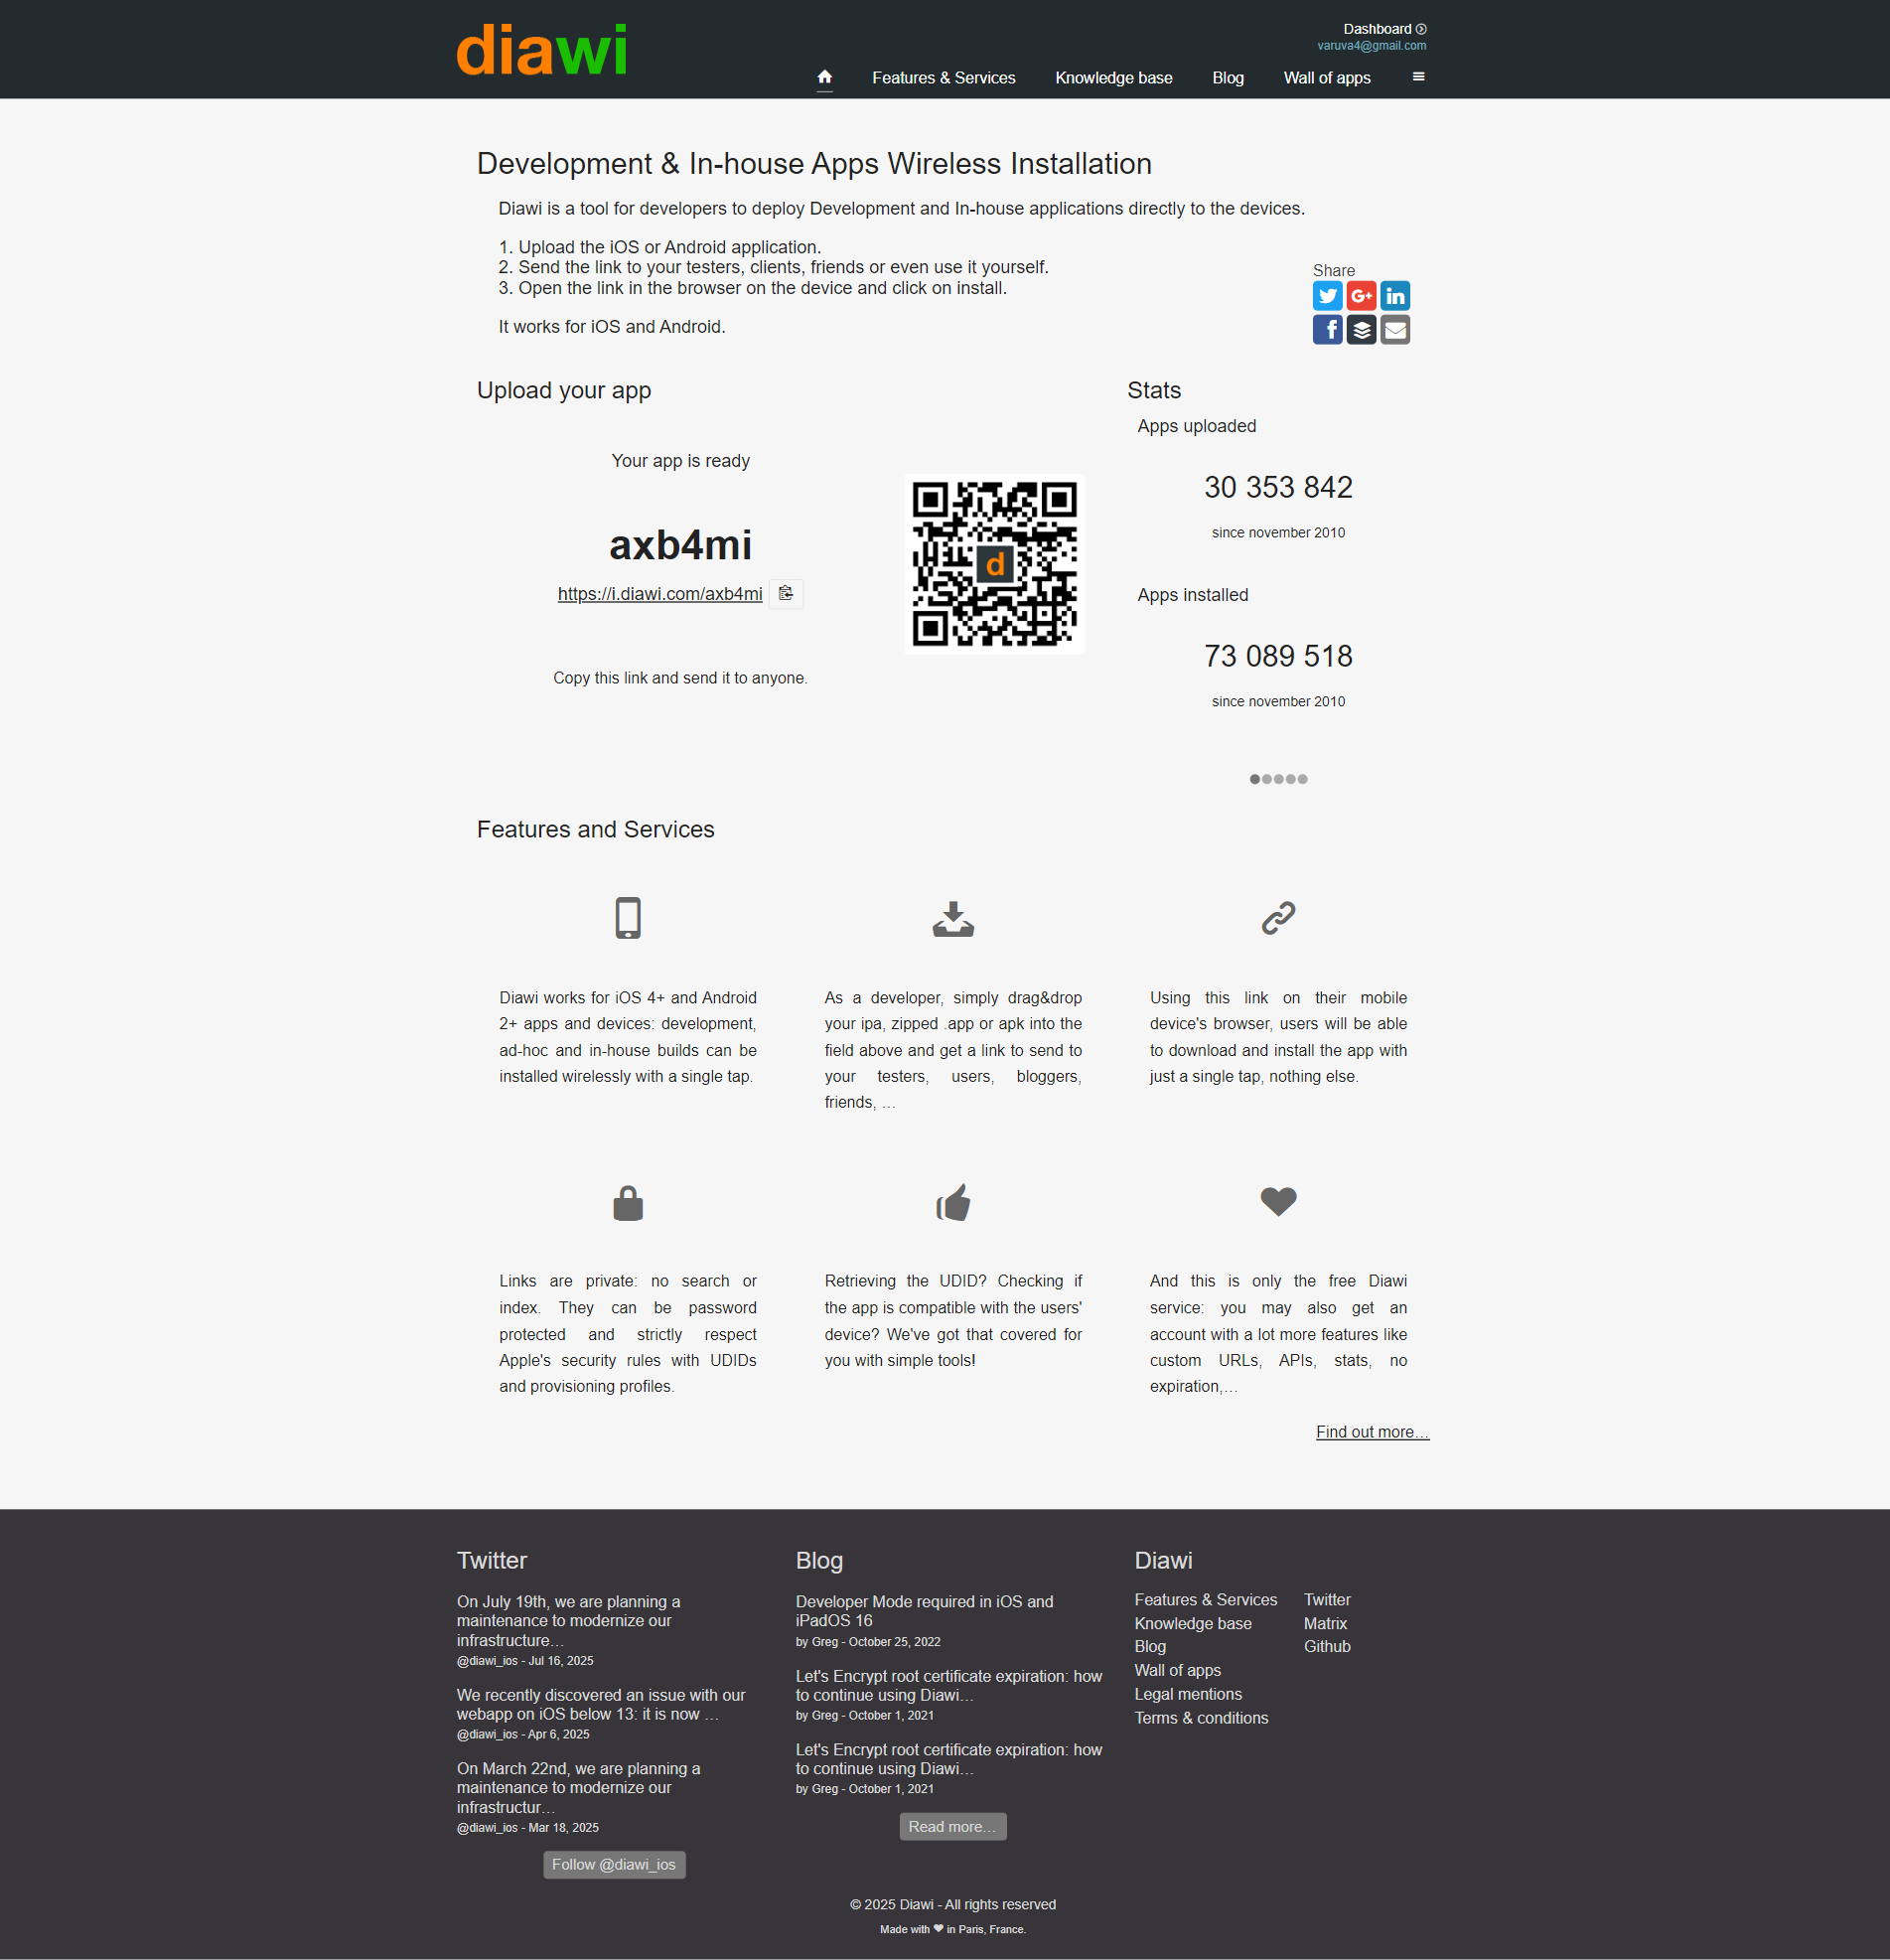 diawi
Dashboard
varuva4@gmail.com
Features & Services
Knowledge base
Blog
Wall of apps
Development & In-house Apps Wireless Installation
Diawi is a tool for developers to deploy Development and In-house applications directly to the devices.
1. Upload the iOS or Android application.
2. Send the link to your testers, clients, friends or even use it yourself.
3. Open the link in the browser on the device and click on install.
It works for iOS and Android.
Share
Upload your app
Your app is ready
axb4mi
https://i.diawi.com/axb4mi
Copy this link and send it to anyone.
d
Stats
Apps uploaded
30 353 842
since november 2010
Apps installed
73 089 518
since november 2010
Features and Services
Diawi works for iOS 4+ and Android
2+ apps and devices: development,
ad-hoc and in-house builds can be
installed wirelessly with a single tap.
As a developer, simply drag&drop
your ipa, zipped .app or apk into the
field above and get a link to send to
your testers, users, bloggers,
friends, …
Using this link on their mobile
device's browser, users will be able
to download and install the app with
just a single tap, nothing else.
Links are private: no search or
index. They can be password
protected and strictly respect
Apple's security rules with UDIDs
and provisioning profiles.
Retrieving the UDID? Checking if
the app is compatible with the users'
device? We've got that covered for
you with simple tools!
And this is only the free Diawi
service: you may also get an
account with a lot more features like
custom URLs, APIs, stats, no
expiration,…
Find out more…
Twitter
On July 19th, we are planning a
maintenance to modernize our
infrastructure…
@diawi_ios - Jul 16, 2025
We recently discovered an issue with our
webapp on iOS below 13: it is now …
@diawi_ios - Apr 6, 2025
On March 22nd, we are planning a
maintenance to modernize our
infrastructur…
@diawi_ios - Mar 18, 2025
Follow @diawi_ios
Blog
Developer Mode required in iOS and
iPadOS 16
by Greg - October 25, 2022
Let's Encrypt root certificate expiration: how
to continue using Diawi…
by Greg - October 1, 2021
Let's Encrypt root certificate expiration: how
to continue using Diawi…
by Greg - October 1, 2021
Read more…
Diawi
Features & Services
Knowledge base
Blog
Wall of apps
Legal mentions
Terms & conditions
Twitter
Matrix
Github
© 2025 Diawi - All rights reserved
Made with ❤ in Paris, France.